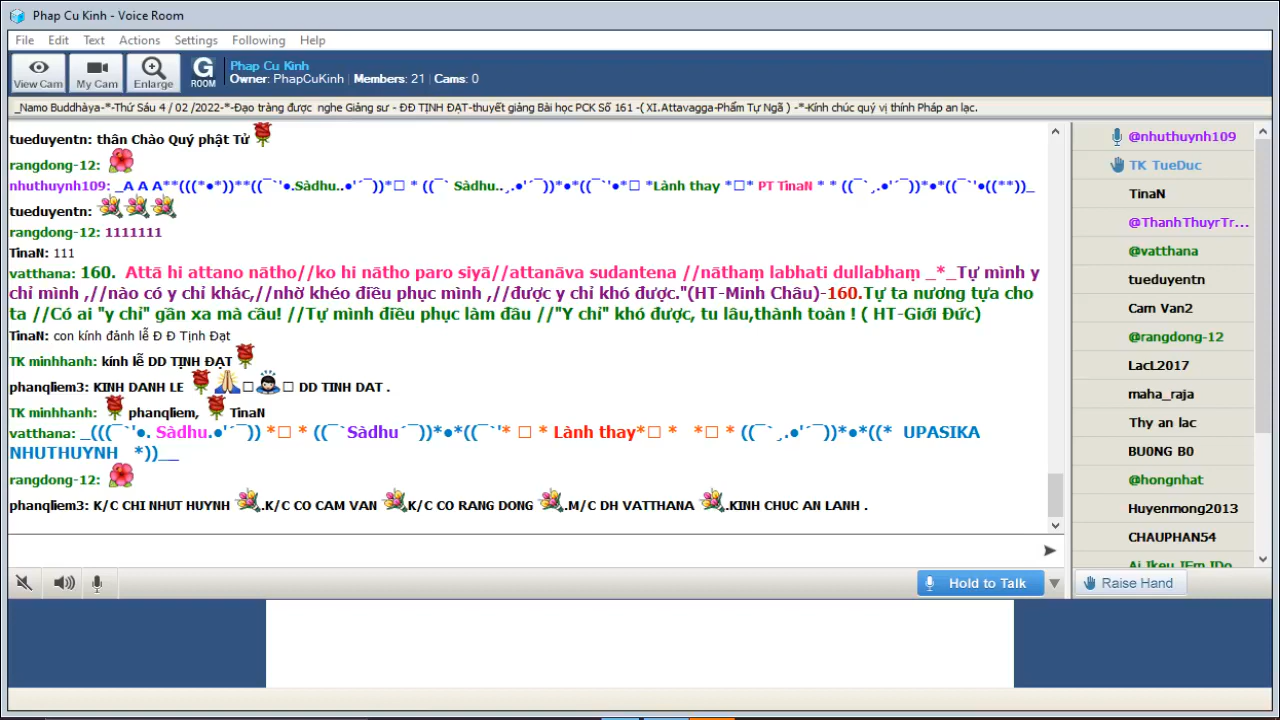 Phap Cu Kinh - Voice Room
File Edit Text Actions Settings Following Help
View Cam My Cam Enlarge G ROOM Phap Cu Kinh
Owner: PhapCuKinh Members: 21 Cams: 0
_Namo Buddhàya-*-Thứ Sáu 4 / 02 /2022-*-Đạo tràng được nghe Giảng sư - ĐĐ TỊNH ĐẠT-thuyết giảng Bài học PCK Số 161 -( XI.Attavagga-Phẩm Tự Ngã ) -*-Kính chúc quý vị thính Pháp an lạc.
tueduyentn: thân Chào Quý phật Tử
rangdong-12:
nhuthuynh109: _A A A**(((*●*))**((¯`'●.Sàdhu..●'´¯))*□ * ((¯` Sàdhu..¸.●'´¯))*●*((¯`'●*□ *Lành thay *□* PT TinaN * * ((¯`¸.●'´¯))*●*((¯`'●((**))_
tueduyentn:
rangdong-12: 1111111
TinaN: 111
vatthana: 160. Attā hi attano nātho//ko hi nātho paro siyā//attanāva sudantena //nāthaṃ labhati dullabhaṃ _*_Tự mình y
chỉ mình ,//nào có y chỉ khác,//nhờ khéo điều phục mình ,//được y chỉ khó được."(HT-Minh Châu)-160.Tự ta nương tựa cho
ta //Có ai "y chỉ" gần xa mà cầu! //Tự mình điều phục làm đầu //"Y chỉ" khó được, tu lâu,thành toàn ! ( HT-Giới Đức)
TinaN: con kính đảnh lễ Đ Đ Tịnh Đạt
TK minhhanh: kính lễ DD TỊNH ĐẠT
phanqliem3: KINH DANH LE □ □ DD TINH DAT .
TK minhhanh: phanqliem, TinaN
vatthana: _(((¯`'●. Sàdhu.●'´¯)) *□ * ((¯`Sàdhu´¯))*●*((¯`'* □ * Lành thay*□ * *□ * ((¯`¸.●'´¯))*●*((* UPASIKA
NHUTHUYNH *))__
rangdong-12:
phanqliem3: K/C CHI NHUT HUYNH .K/C CO CAM VAN K/C CO RANG DONG .M/C DH VATTHANA .KINH CHUC AN LANH .
Hold to Talk
@nhuthuynh109
TK TueDuc
TinaN
@ThanhThuyrTr...
@vatthana
tueduyentn
Cam Van2
@rangdong-12
LacL2017
maha_raja
Thy an lac
BU0NG B0
@hongnhat
Huyenmong2013
CHAUPHAN54
Ai_Ikeu_IEm_IDo
Raise Hand